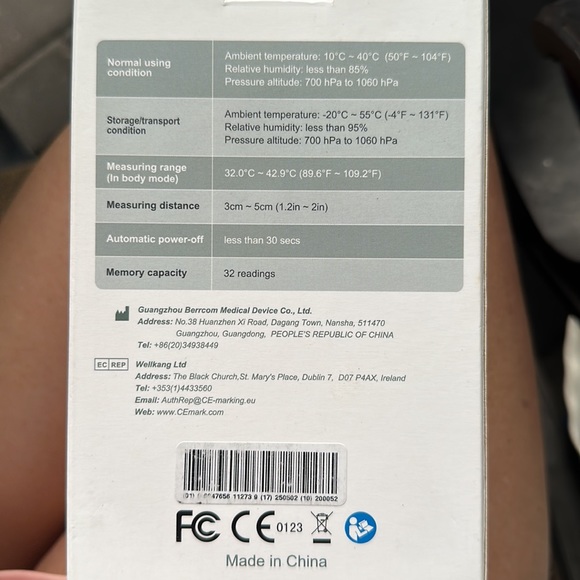 Normal using condition
Ambient temperature: 10°C ~ 40°C (50°F ~ 104°F)
Relative humidity: less than 85%
Pressure altitude: 700 hPa to 1060 hPa
Storage/transport condition
Ambient temperature: -20°C ~ 55°C (-4°F ~ 131°F)
Relative humidity: less than 95%
Pressure altitude: 700 hPa to 1060 hPa
Measuring range (In body mode)
32.0°C ~ 42.9°C (89.6°F ~ 109.2°F)
Measuring distance
3cm ~ 5cm (1.2in ~ 2in)
Automatic power-off
less than 30 secs
Memory capacity
32 readings
Guangzhou Berrcom Medical Device Co., Ltd.
Address: No.38 Huanzhen Xi Road, Dagang Town, Nansha, 511470
Guangzhou, Guangdong, PEOPLE'S REPUBLIC OF CHINA
Tel: +86(20)34938449
EC REP
Wellkang Ltd
Address: The Black Church,St. Mary's Place, Dublin 7, D07 P4AX, Ireland
Tel: +353(1)4433560
Email: AuthRep@CE-marking.eu
Web: www.CEmark.com
11273 9 (17) 250502 (10) 200052
FC CE 0123
Made in China